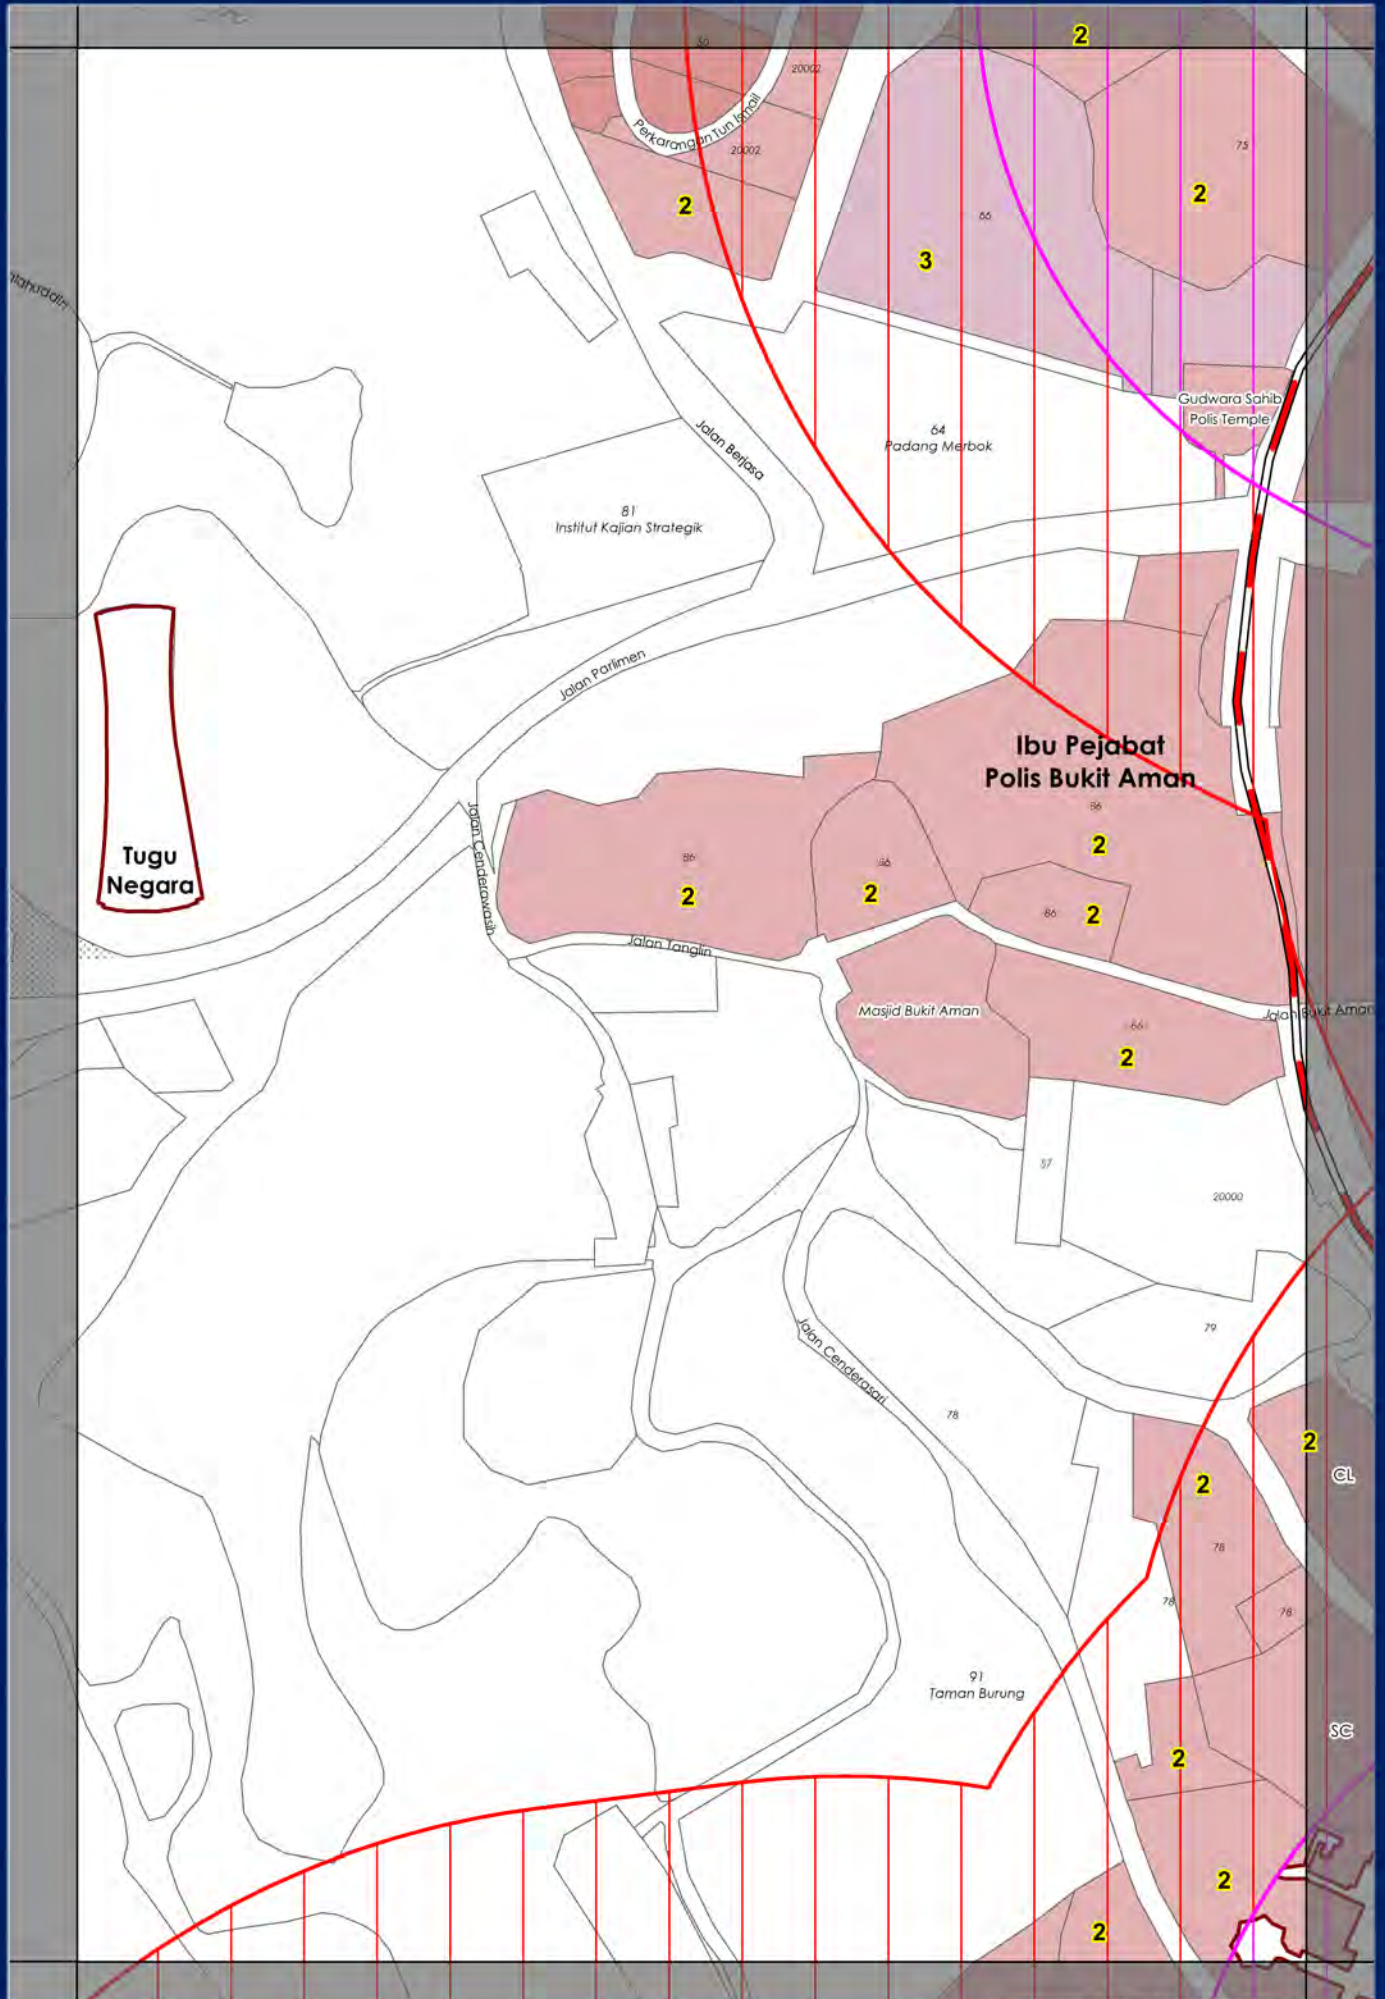 2
50
20002
Perkarangan Tun Ismail
20002
75
2
2
66
3
Gudwara Sahib
Polis Temple
64
Padang Merbok
Jalan Berjasa
81
Institut Kajian Strategik
Jalan Parlimen
Ibu Pejabat
Polis Bukit Aman
86
2
Tugu
Negara
Jalan Cenderawasih
86
2
86
2
86
2
Jalan Tanglin
Masjid Bukit Aman
Jalan Bukit Aman
2
57
20000
79
Jalan Cenderasari
78
2
CL
2
78
78
78
91
Taman Burung
SC
2
2
2